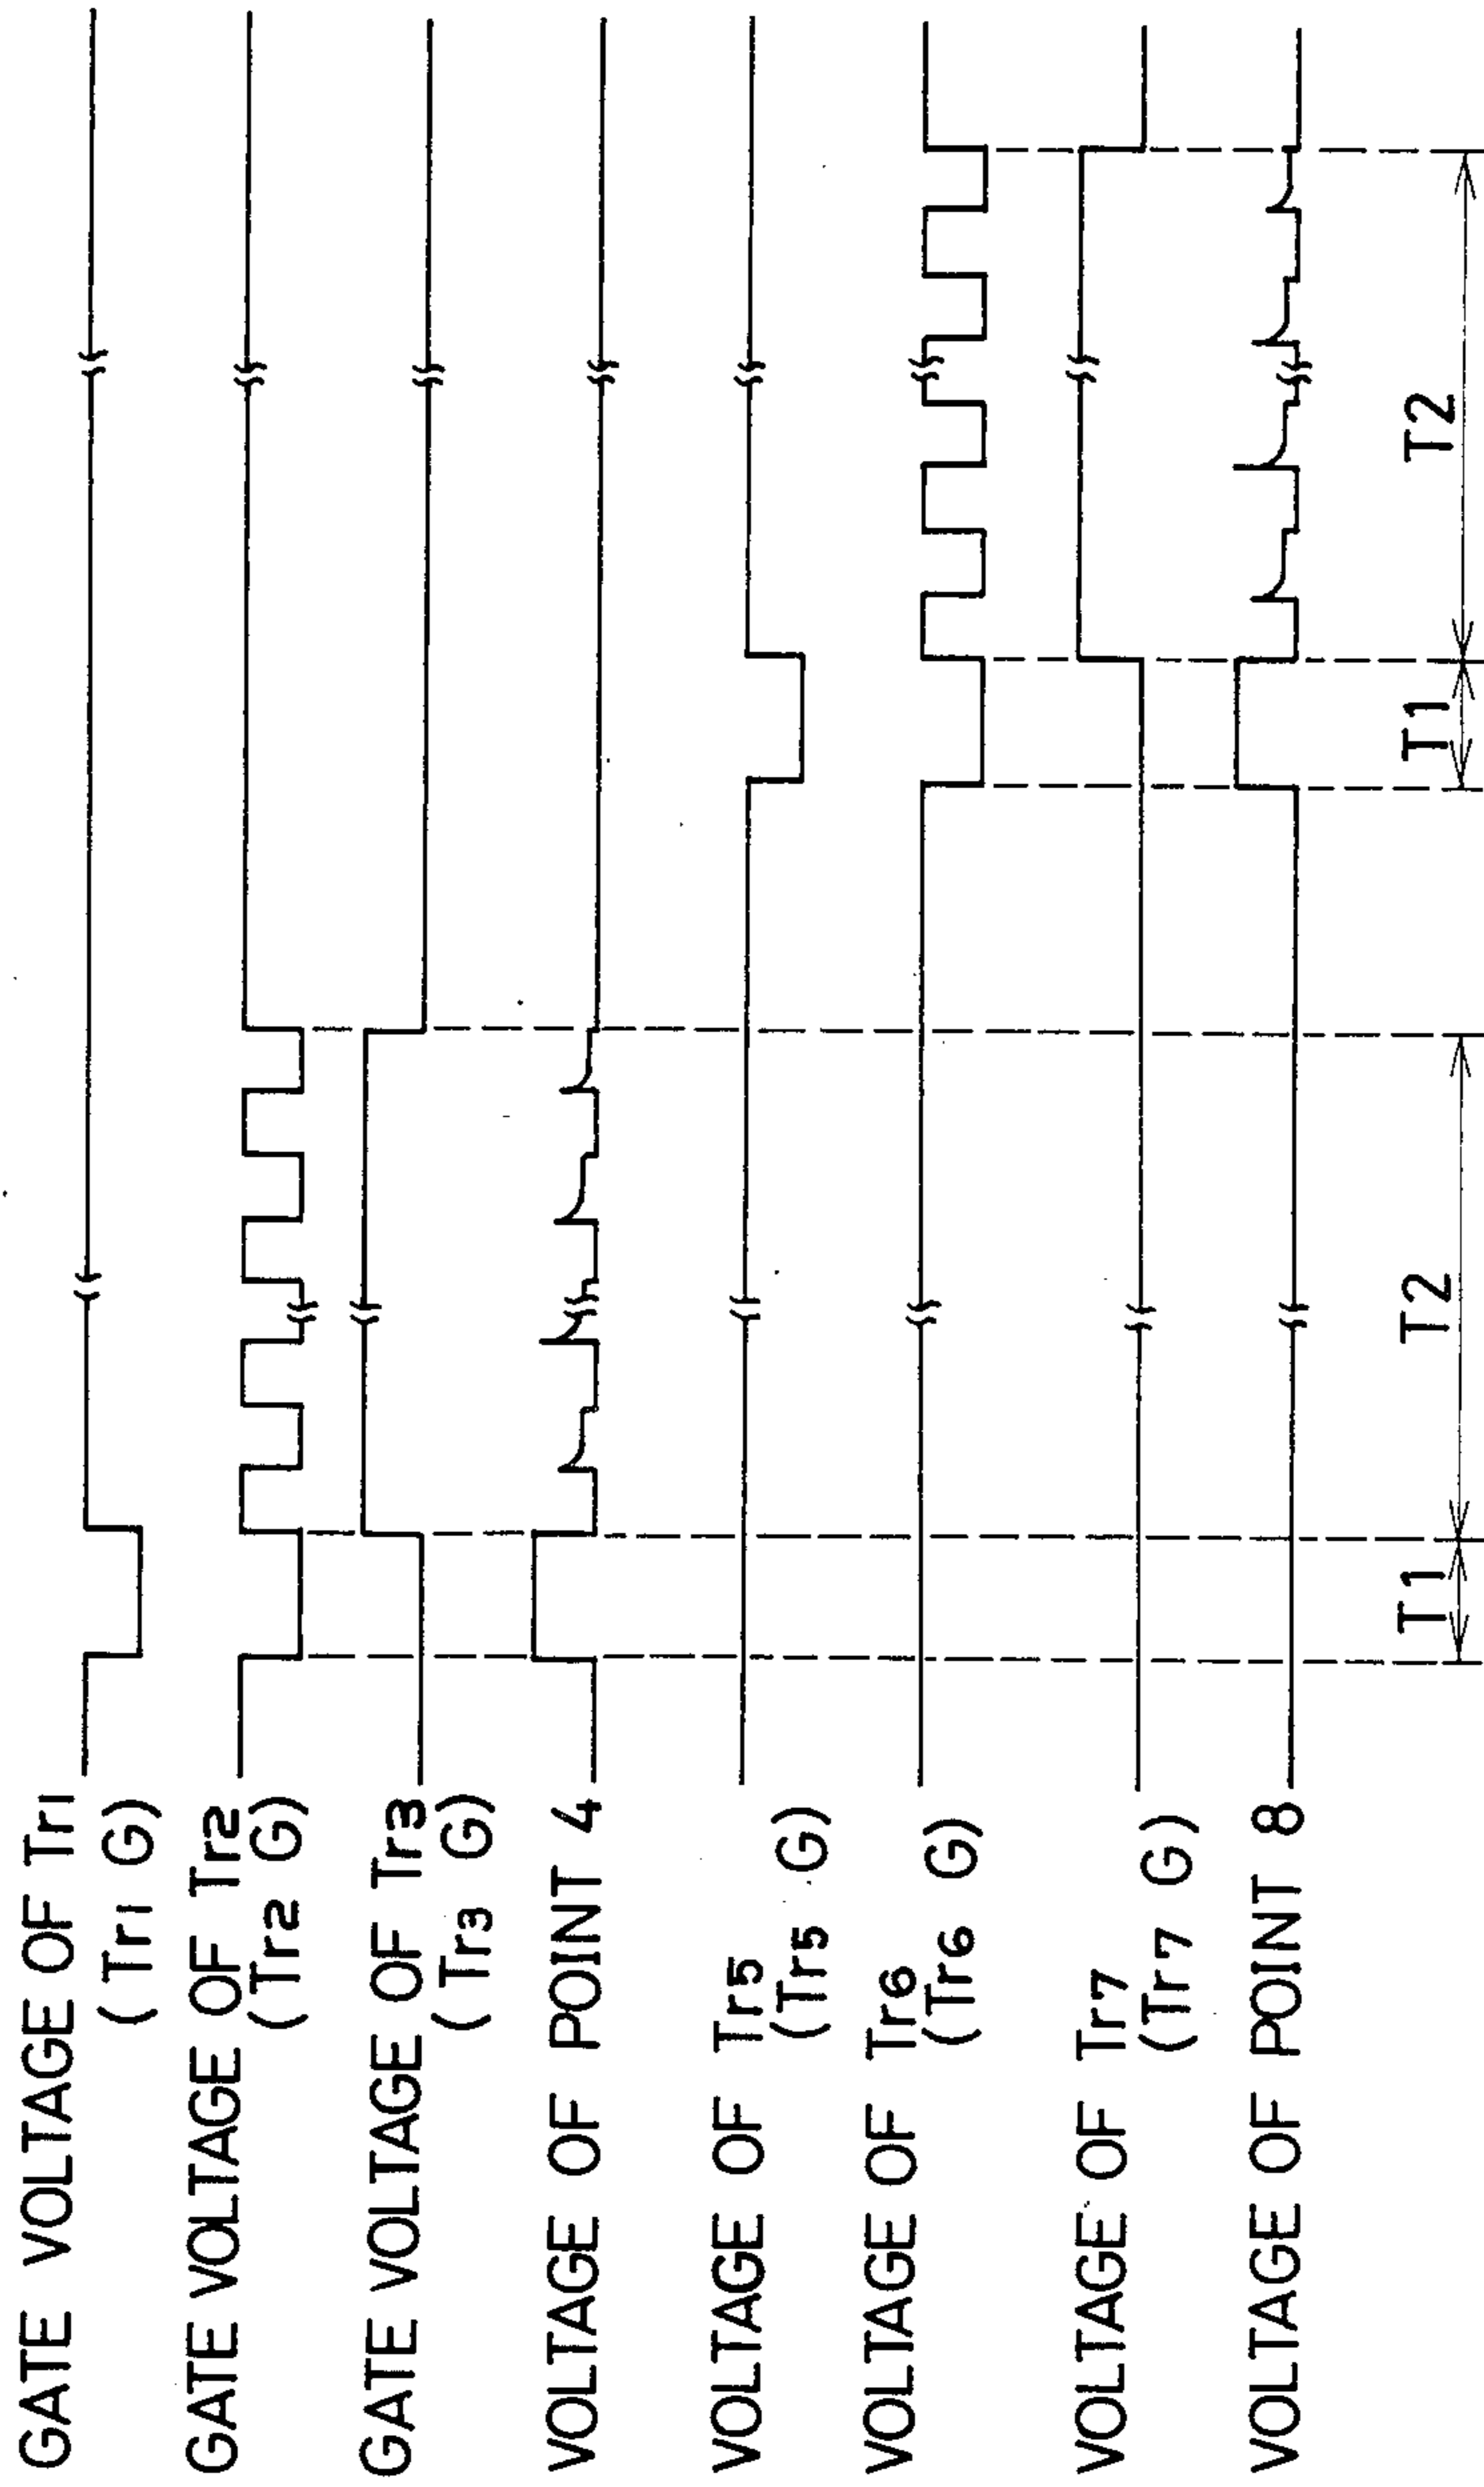 GATE VOLTAGE OF Tr1
(Tr1 G)
GATE VOLTAGE OF Tr2
(Tr2 G)
GATE VOLTAGE OF Tr3
(Tr3 G)
VOLTAGE OF POINT 4
VOLTAGE OF Tr5
(Tr5 G)
VOLTAGE OF Tr6
(Tr6 G)
VOLTAGE OF Tr7
(Tr7 G)
VOLTAGE OF POINT 8
T1 T2 T1 T2